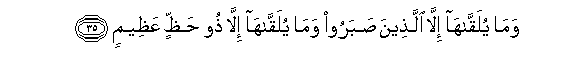 وَمَا يُلَقَّىٰهَآ إِلَّا ٱلَّذِينَ صَبَرُوا۟ وَمَا يُلَقَّىٰهَآ إِلَّا ذُو حَظٍّ عَظِيمٍ ٣٥